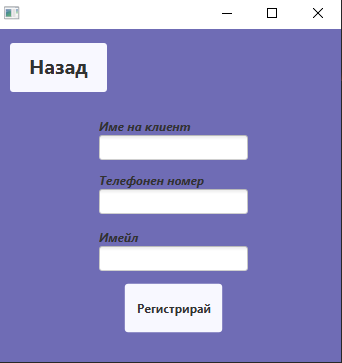 Назад
Име на клиент
Телефонен номер
Имейл
Регистрирай